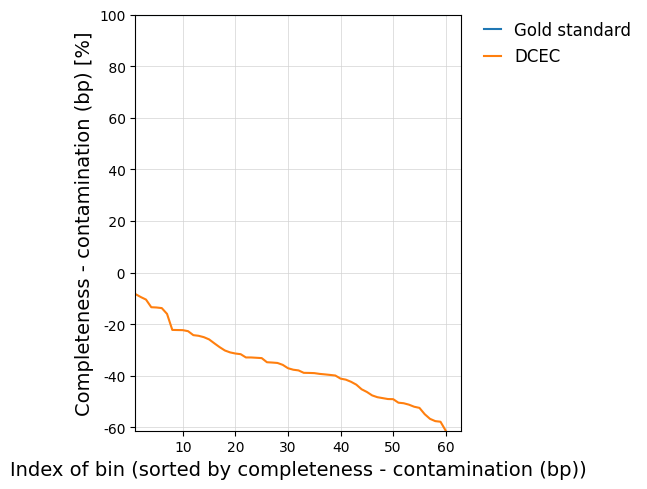 Completeness - contamination (bp) [%]
100
80
60
40
20
0
-20
-40
-60
10 20 30 40 50 60
Index of bin (sorted by completeness - contamination (bp))
Gold standard
DCEC